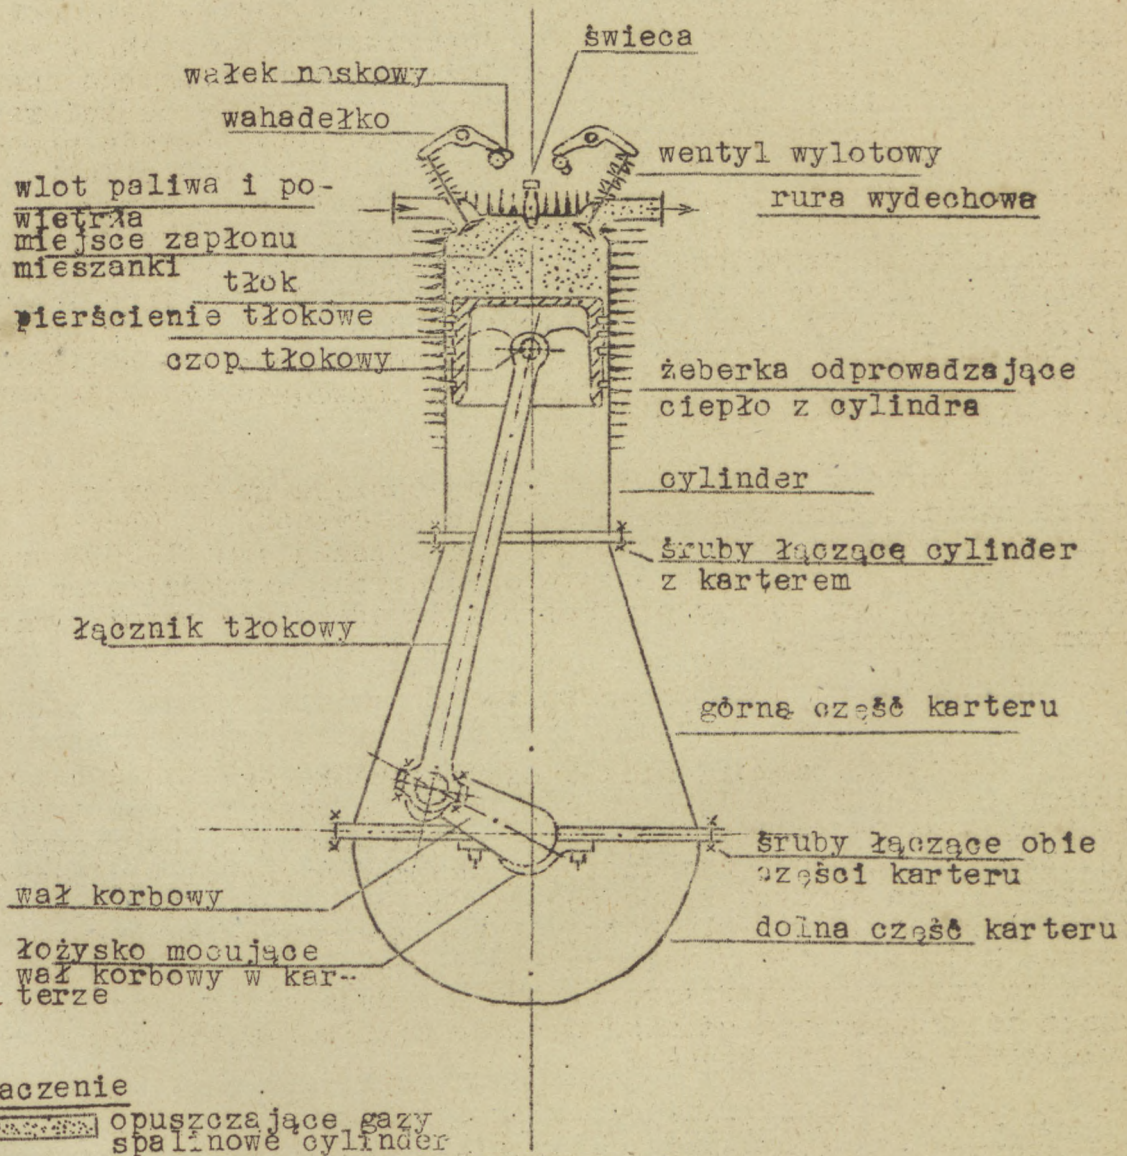 świeca
wałek noskowy
wahadełko
wentyl wylotowy
wlot paliwa i po-
wietrza
rura wydechowa
miejsce zapłonu
mieszanki
tłok
pierścienie tłokowe
czop tłokowy
żeberka odprowadzające
ciepło z cylindra
cylinder
śruby łączące cylinder
z karterem
łącznik tłokowy
górna część karteru
śruby łączące obie
części karteru
wał korbowy
dolna część karteru
łożysko mocujące
wał korbowy w kar-
terze
aczenie
opuszczające gazy
spalinowe cylinder